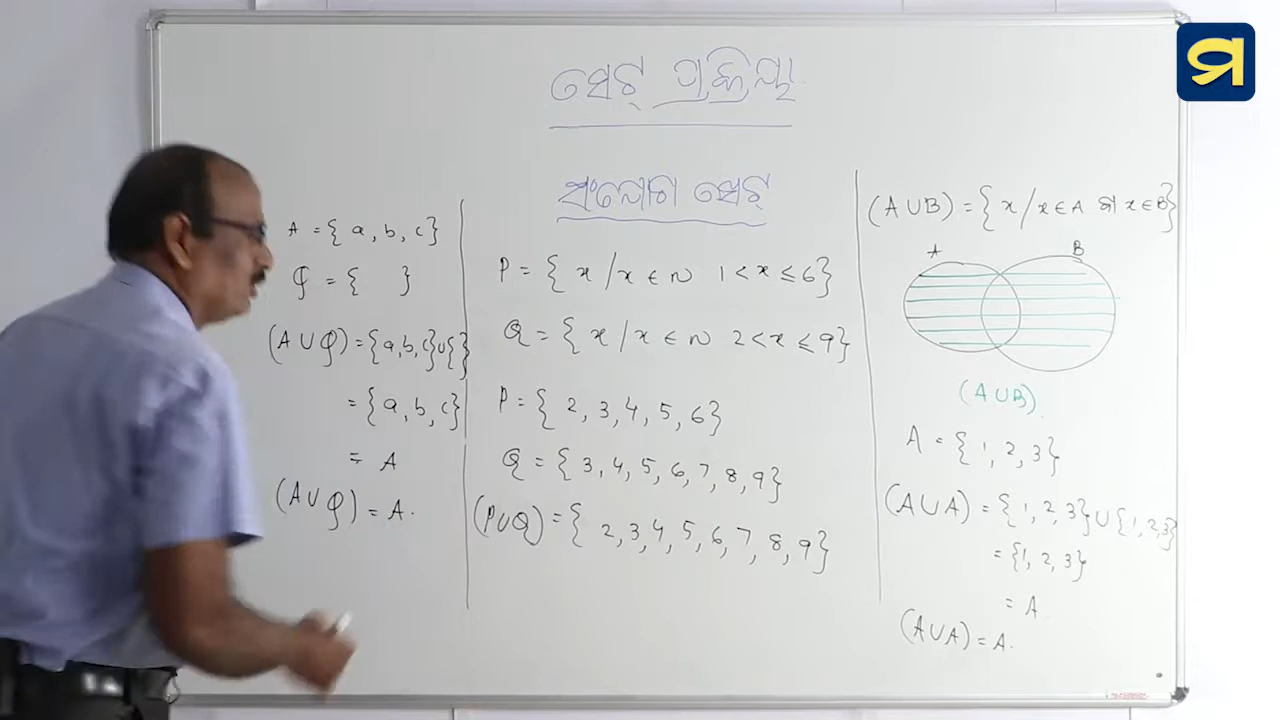 ସେଟ୍ ପ୍ରକ୍ରିୟା
ସଂଯୋଗ ସେଟ୍
A = { a, b, c }
φ = {   }
(A ∪ φ) = {a, b, c} ∪ { }
= {a, b, c}
= A
(A ∪ φ) = A.
P = { x / x ∈ N 1 < x ≤ 6 }
Q = { x / x ∈ N 2 < x ≤ 9 }
P = { 2, 3, 4, 5, 6 }
Q = { 3, 4, 5, 6, 7, 8, 9 }
(P ∪ Q) = { 2, 3, 4, 5, 6, 7, 8, 9 }
(A ∪ B) = { x / x ∈ A ବା x ∈ B }
A B
(A ∪ B)
A = { 1, 2, 3 }
(A ∪ A) = { 1, 2, 3 } ∪ { 1, 2, 3 }
= { 1, 2, 3 }
= A
(A ∪ A) = A.